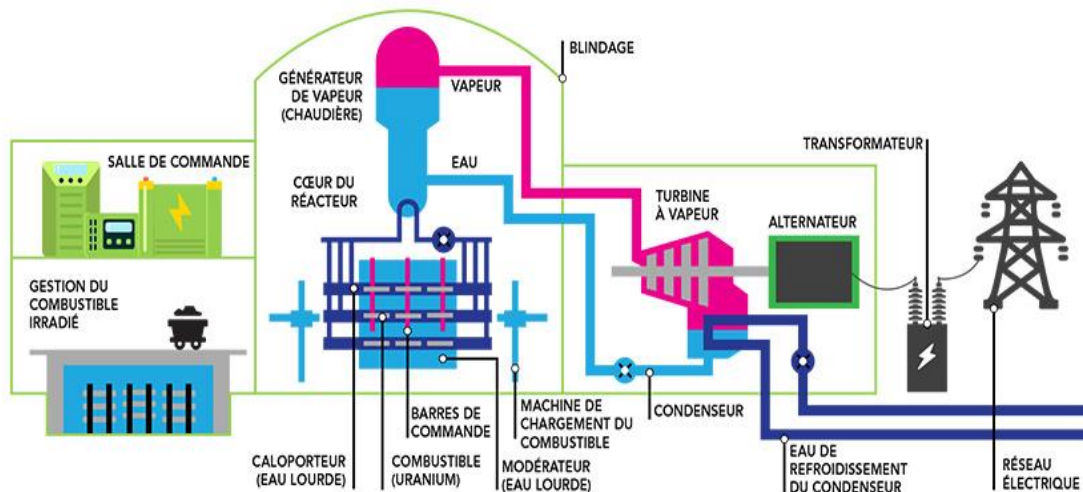 BLINDAGE
GÉNÉRATEUR
DE VAPEUR
(CHAUDIÈRE)
VAPEUR
TRANSFORMATEUR
SALLE DE COMMANDE
EAU
CŒUR DU
RÉACTEUR
TURBINE
À VAPEUR
ALTERNATEUR
GESTION DU
COMBUSTIBLE
IRRADIÉ
BARRES DE
COMMANDE
MACHINE DE
CHARGEMENT DU
COMBUSTIBLE
CONDENSEUR
CALOPORTEUR
(EAU LOURDE)
COMBUSTIBLE
(URANIUM)
MODÉRATEUR
(EAU LOURDE)
EAU DE
REFROIDISSEMENT
DU CONDENSEUR
RÉSEAU
ÉLECTRIQUE